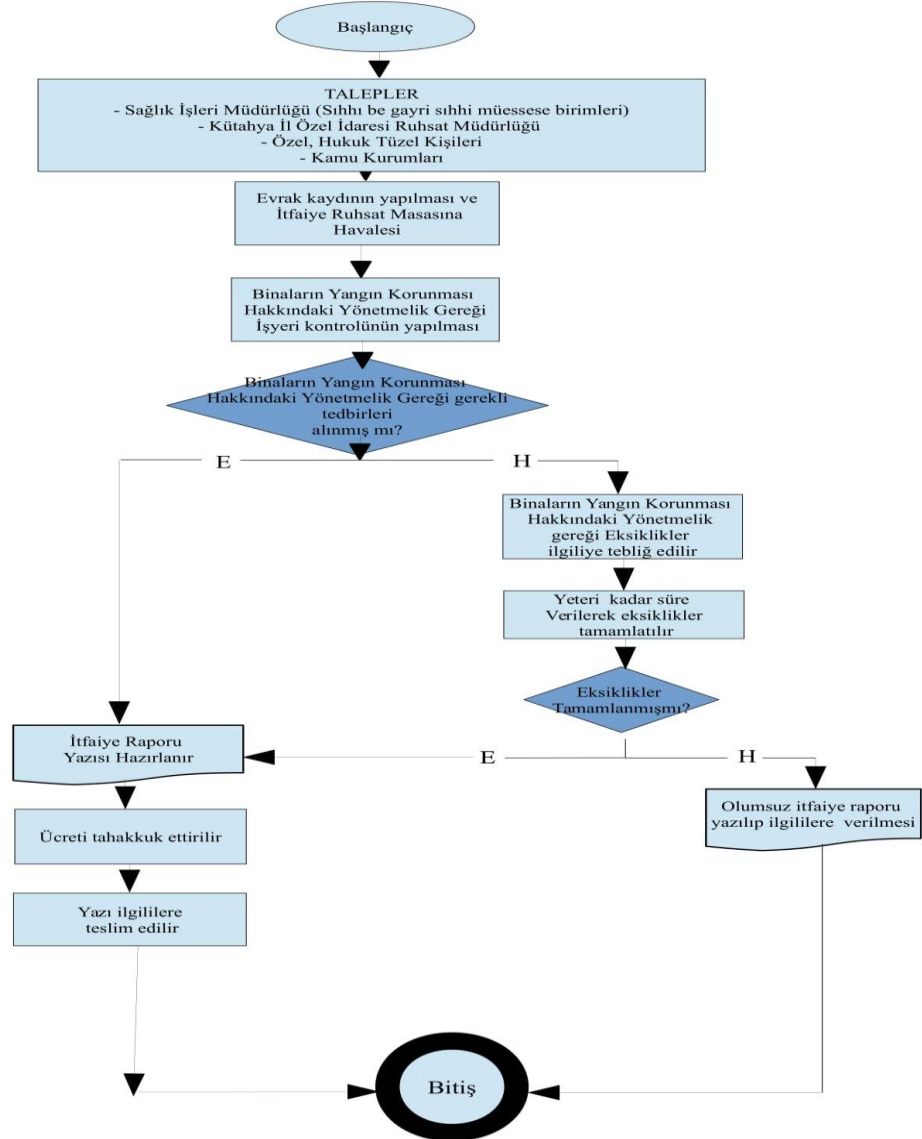 Başlangıç
TALEPLER
- Sağlık İşleri Müdürlüğü (Sıhhı be gayri sıhhi müessese birimleri)
- Kütahya İl Özel İdaresi Ruhsat Müdürlüğü
- Özel, Hukuk Tüzel Kişileri
- Kamu Kurumları
Evrak kaydının yapılması ve
İtfaiye Ruhsat Masasına
Havalesi
Binaların Yangın Korunması
Hakkındaki Yönetmelik Gereği
İşyeri kontrolünün yapılması
Binaların Yangın Korunması
Hakkındaki Yönetmelik Gereği gerekli
tedbirleri
alınmış mı?
E
H
Binaların Yangın Korunması
Hakkındaki Yönetmelik
gereği Eksiklikler
ilgiliye tebliğ edilir
Yeteri kadar süre
Verilerek eksiklikler
tamamlatılır
Eksiklikler
Tamamlanmışmı?
E
H
İtfaiye Raporu
Yazısı Hazırlanır
Olumsuz itfaiye raporu
yazılıp ilgililere verilmesi
Ücreti tahakkuk ettirilir
Yazı ilgililere
teslim edilir
Bitiş